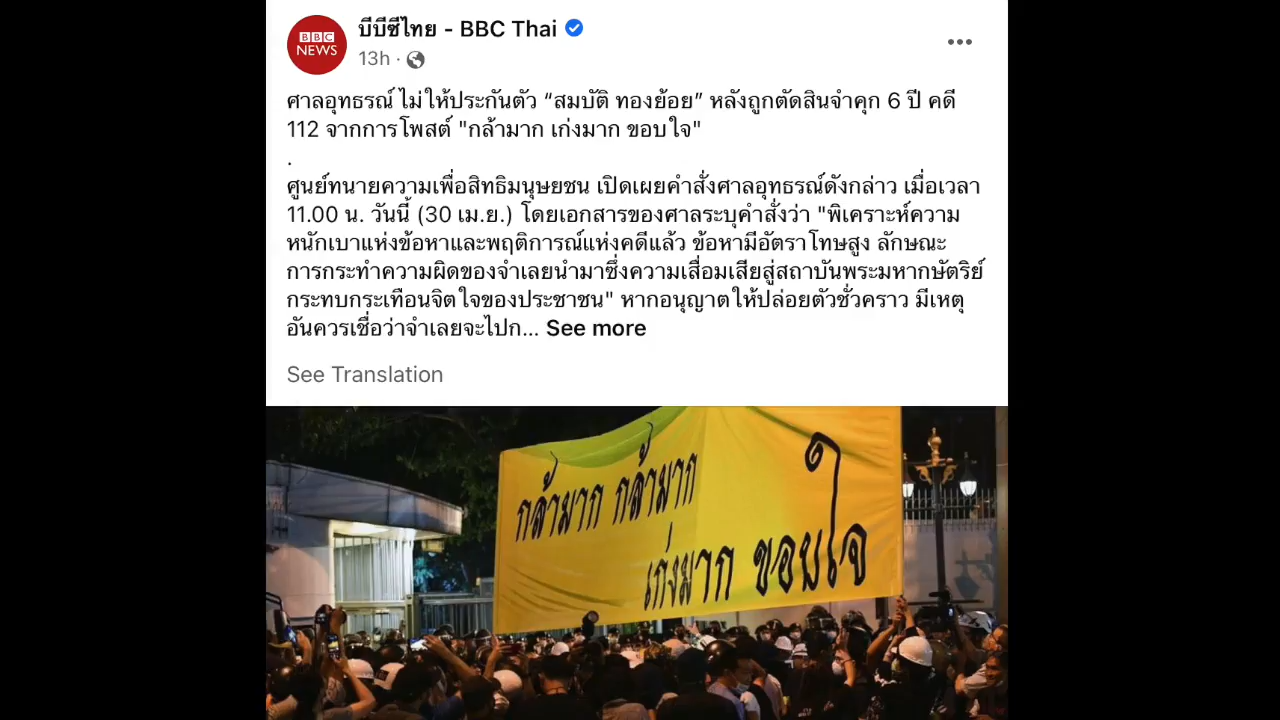 BBC
NEWS
บีบีซีไทย - BBC Thai
13h ·
ศาลอุทธรณ์ ไม่ให้ประกันตัว “สมบัติ ทองย้อย” หลังถูกตัดสินจำคุก 6 ปี คดี
112 จากการโพสต์ "กล้ามาก เก่งมาก ขอบใจ"
.
ศูนย์ทนายความเพื่อสิทธิมนุษยชน เปิดเผยคำสั่งศาลอุทธรณ์ดังกล่าว เมื่อเวลา
11.00 น. วันนี้ (30 เม.ย.) โดยเอกสารของศาลระบุคำสั่งว่า "พิเคราะห์ความ
หนักเบาแห่งข้อหาและพฤติการณ์แห่งคดีแล้ว ข้อหามีอัตราโทษสูง ลักษณะ
การกระทำความผิดของจำเลยนำมาซึ่งความเสื่อมเสียสู่สถาบันพระมหากษัตริย์
กระทบกระเทือนจิตใจของประชาชน" หากอนุญาตให้ปล่อยตัวชั่วคราว มีเหตุ
อันควรเชื่อว่าจำเลยจะไปก... See more
See Translation
กล้ามาก กล้ามาก
เก่งมาก ขอบใจ